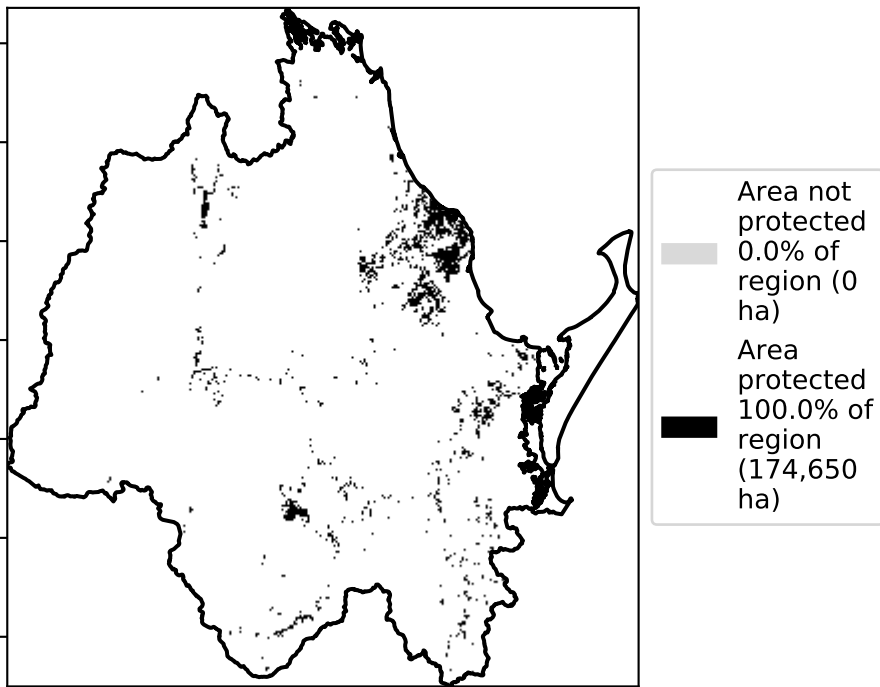 Area not
protected
0.0% of
region (0
ha)
Area
protected
100.0% of
region
(174,650
ha)